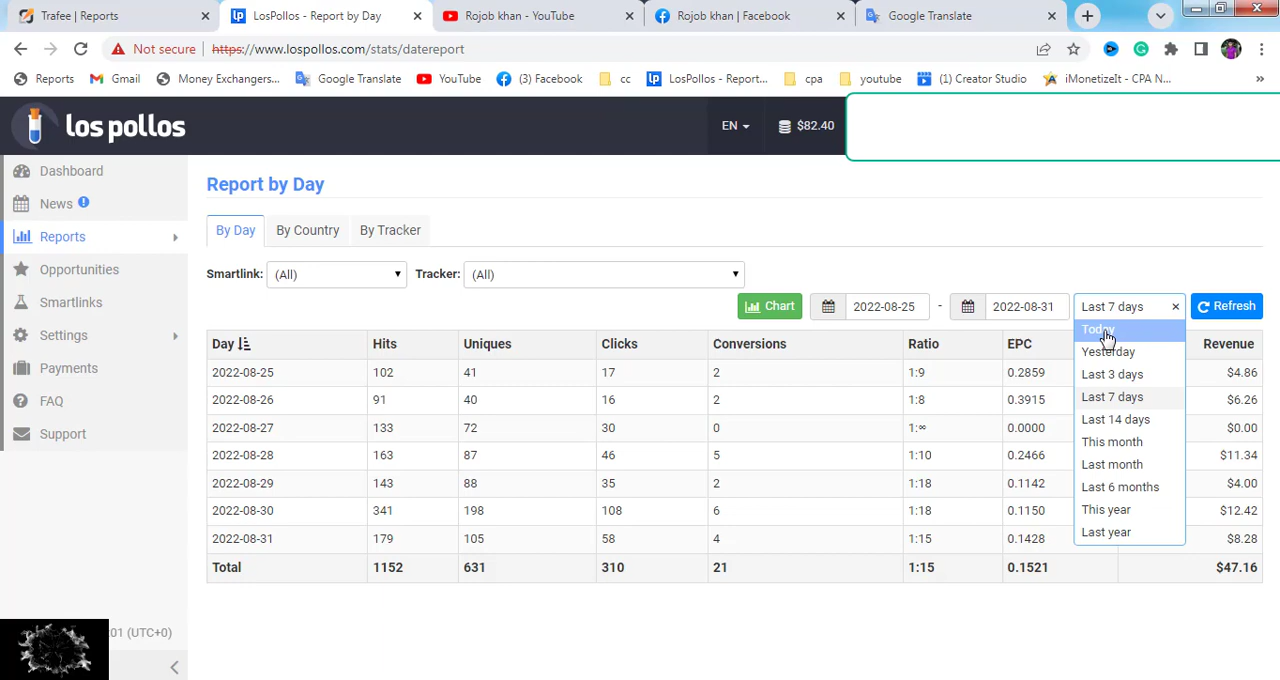 Trafee | Reports
LosPollos - Report by Day
Rojob khan - YouTube
Rojob khan | Facebook
Google Translate
Not secure
https://www.lospollos.com/stats/datereport
Reports
Gmail
Money Exchangers...
Google Translate
YouTube
(3) Facebook
cc
LosPollos - Report...
cpa
youtube
(1) Creator Studio
iMonetizeIt - CPA N...
»
los pollos
EN
$82.40
Dashboard
News
Reports
Opportunities
Smartlinks
Settings
Payments
FAQ
Support
01 (UTC+0)
Report by Day
By Day By Country By Tracker
Smartlink: (All) Tracker: (All)
Chart 2022-08-25 - 2022-08-31 Last 7 days × Refresh
Today
Yesterday
Last 3 days
Last 7 days
Last 14 days
This month
Last month
Last 6 months
This year
Last year
Day Hits Uniques Clicks Conversions Ratio EPC Revenue
2022-08-25 102 41 17 2 1:9 0.2859 $4.86
2022-08-26 91 40 16 2 1:8 0.3915 $6.26
2022-08-27 133 72 30 0 1:∞ 0.0000 $0.00
2022-08-28 163 87 46 5 1:10 0.2466 $11.34
2022-08-29 143 88 35 2 1:18 0.1142 $4.00
2022-08-30 341 198 108 6 1:18 0.1150 $12.42
2022-08-31 179 105 58 4 1:15 0.1428 $8.28
Total 1152 631 310 21 1:15 0.1521 $47.16